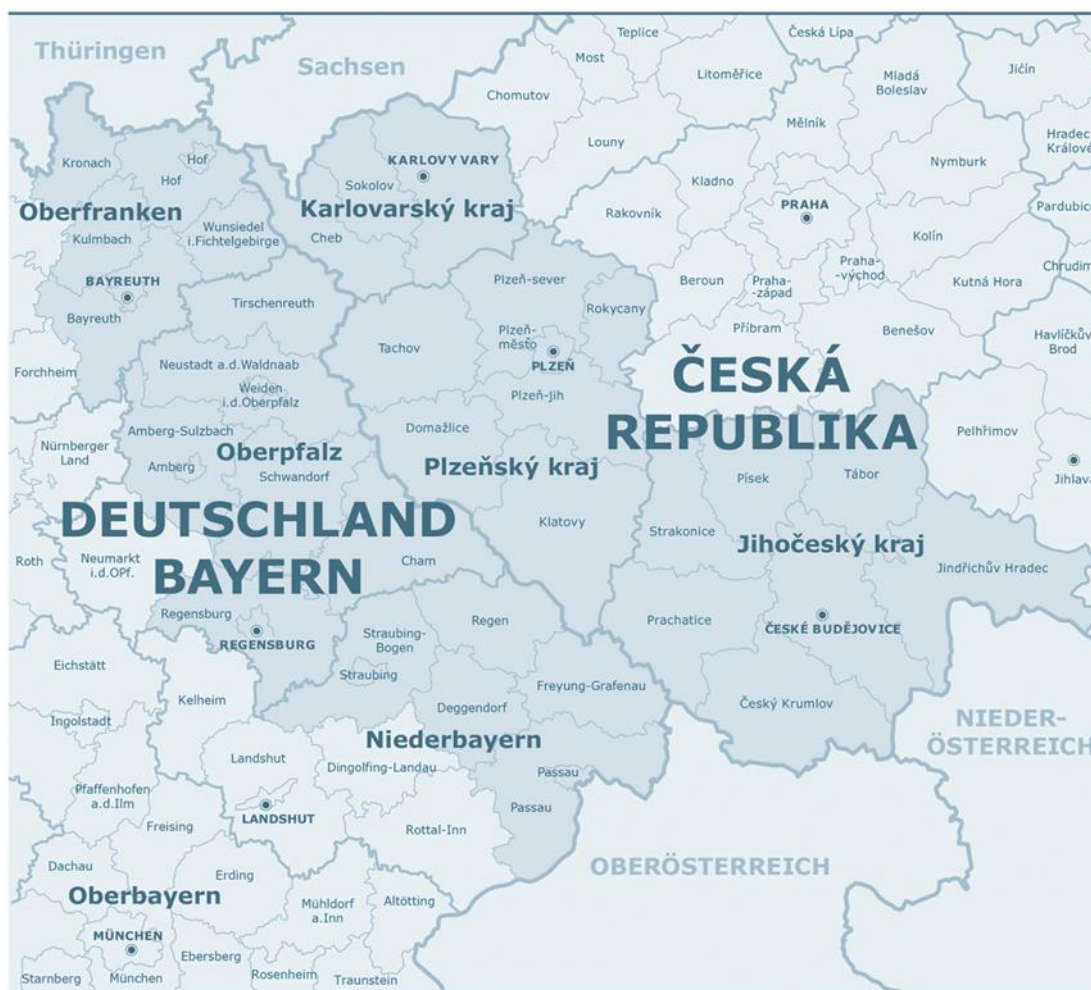 Thüringen
Sachsen
Teplice
Česká Lípa
Most
Litoměřice
Mladá
Boleslav
Jičín
Chomutov
Mělník
Hradec
Králové
Louny
Nymburk
Kronach
Hof
Hof
KARLOVY VARY
Sokolov
Kladno
PRAHA
Pardubice
Oberfranken
Karlovarský kraj
Rakovník
Wunsiedel
i.Fichtelgebirge
Kulmbach
Cheb
Kolín
BAYREUTH
Plzeň-sever
Beroun
Praha-
-západ
Praha-
-východ
Kutná Hora
Chrudim
Bayreuth
Tirschenreuth
Rokycany
Plzeň-
město
PLZEŇ
Příbram
Benešov
Havlíčkův
Brod
Tachov
Forchheim
Neustadt a.d.Waldnaab
Weiden
i.d.Oberpfalz
Plzeň-jih
ČESKÁ
REPUBLIKA
Nürnberger
Land
Amberg-Sulzbach
Oberpfalz
Domažlice
Pelhřimov
Amberg
Schwandorf
Plzeňský kraj
Písek
Tábor
Jihlava
DEUTSCHLAND
BAYERN
Klatovy
Strakonice
Jihočeský kraj
Roth
Neumarkt
i.d.OPf.
Cham
Jindřichův Hradec
Regensburg
REGENSBURG
Straubing-
Bogen
Regen
Prachatice
ČESKÉ BUDĚJOVICE
Eichstätt
Straubing
Kelheim
Freyung-Grafenau
Český Krumlov
Ingolstadt
Deggendorf
NIEDER-
ÖSTERREICH
Niederbayern
Landshut
Dingolfing-Landau
Passau
Pfaffenhofen
a.d.Ilm
LANDSHUT
Passau
Freising
Rottal-Inn
Dachau
Erding
OBERÖSTERREICH
Oberbayern
Mühldorf
a.Inn
Altötting
MÜNCHEN
Ebersberg
Starnberg
München
Rosenheim
Traunstein